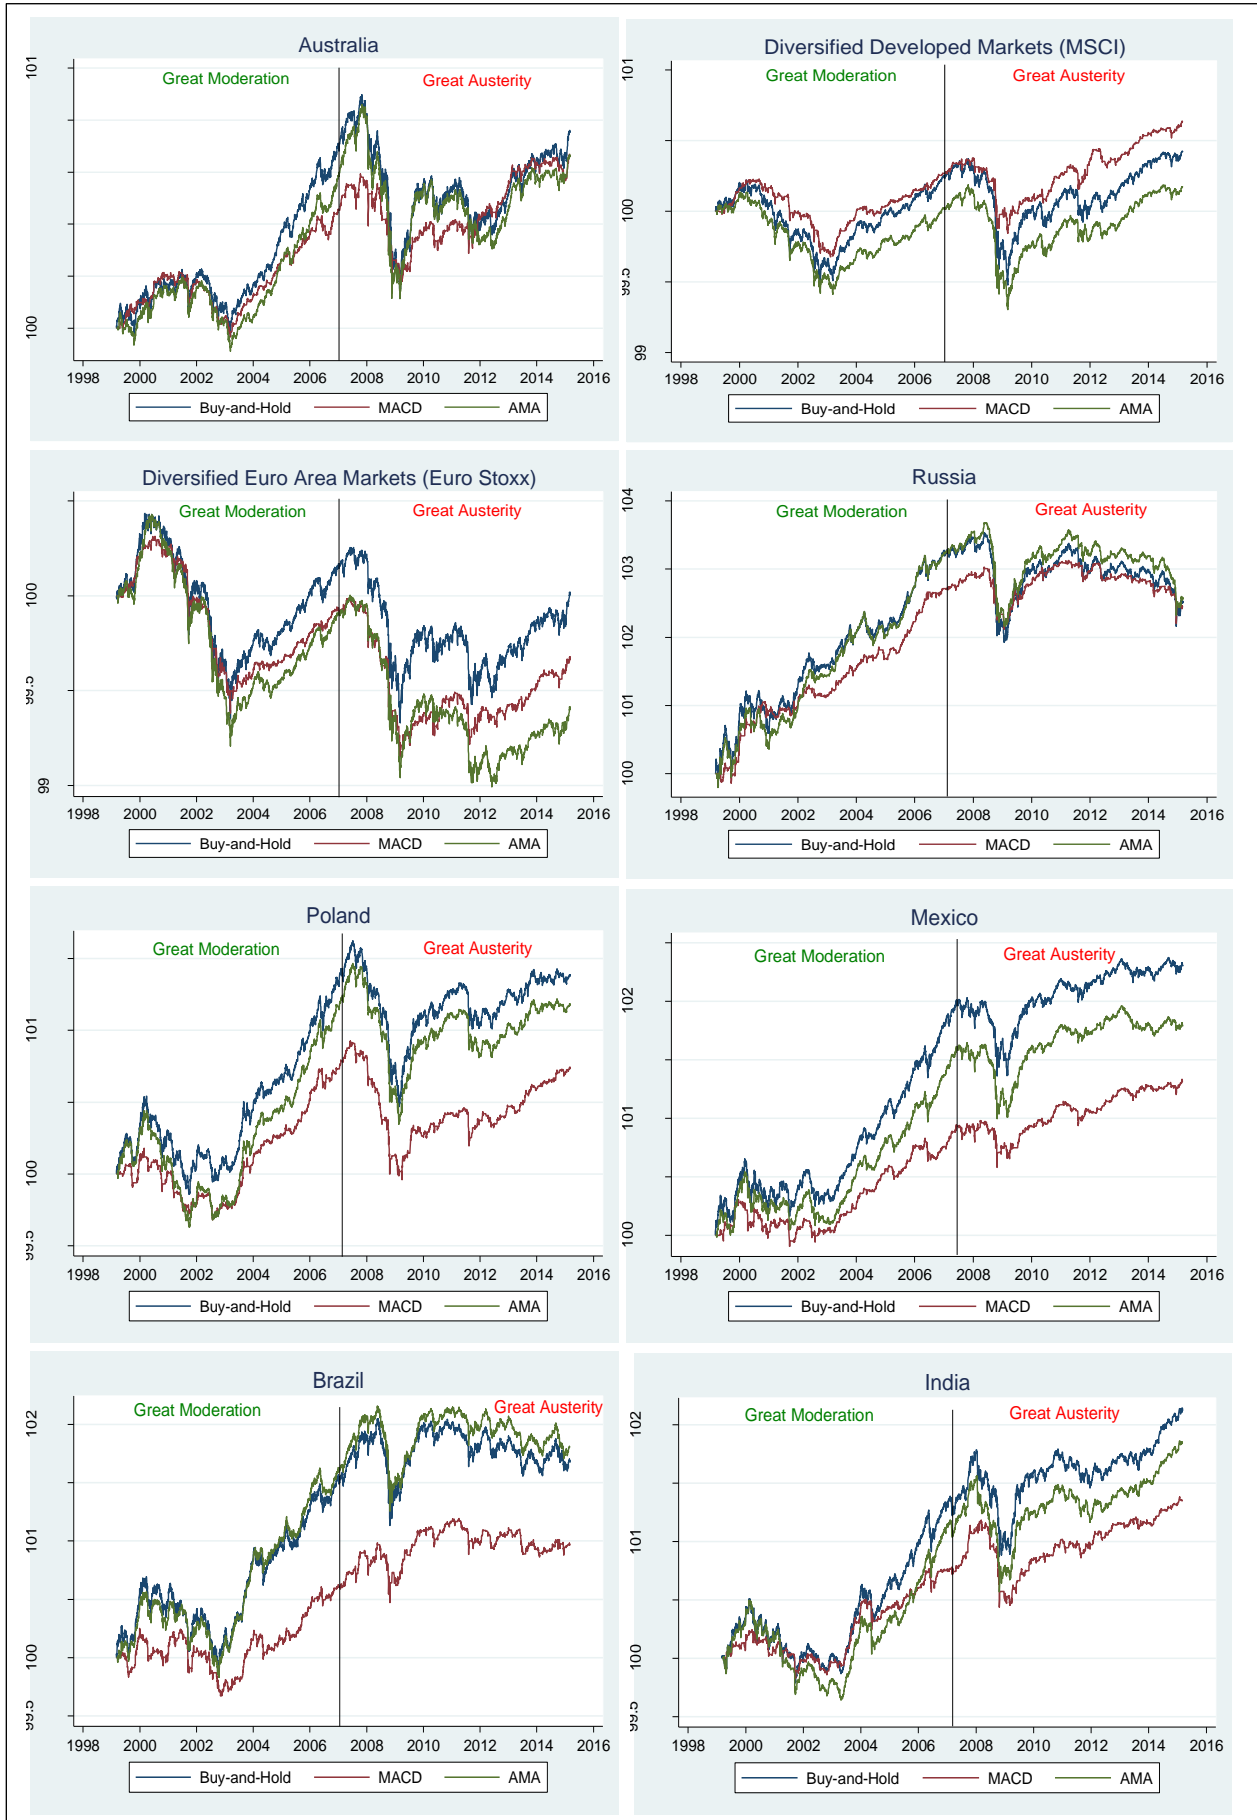 Australia
Great Moderation Great Austerity
101
100
1998 2000 2002 2004 2006 2008 2010 2012 2014 2016
Buy-and-Hold MACD AMA
Diversified Developed Markets (MSCI)
Great Moderation Great Austerity
101
100
99.5
99
1998 2000 2002 2004 2006 2008 2010 2012 2014 2016
Buy-and-Hold MACD AMA
Diversified Euro Area Markets (Euro Stoxx)
Great Moderation Great Austerity
100
99.5
99
1998 2000 2002 2004 2006 2008 2010 2012 2014 2016
Buy-and-Hold MACD AMA
Russia
Great Moderation Great Austerity
104
103
102
101
100
1998 2000 2002 2004 2006 2008 2010 2012 2014 2016
Buy-and-Hold MACD AMA
Poland
Great Moderation Great Austerity
101
100
99.5
1998 2000 2002 2004 2006 2008 2010 2012 2014 2016
Buy-and-Hold MACD AMA
Mexico
Great Moderation Great Austerity
102
101
100
1998 2000 2002 2004 2006 2008 2010 2012 2014 2016
Buy-and-Hold MACD AMA
Brazil
Great Moderation Great Austerity
102
101
100
99.5
1998 2000 2002 2004 2006 2008 2010 2012 2014 2016
Buy-and-Hold MACD AMA
India
Great Moderation Great Austerity
102
101
100
99.5
1998 2000 2002 2004 2006 2008 2010 2012 2014 2016
Buy-and-Hold MACD AMA